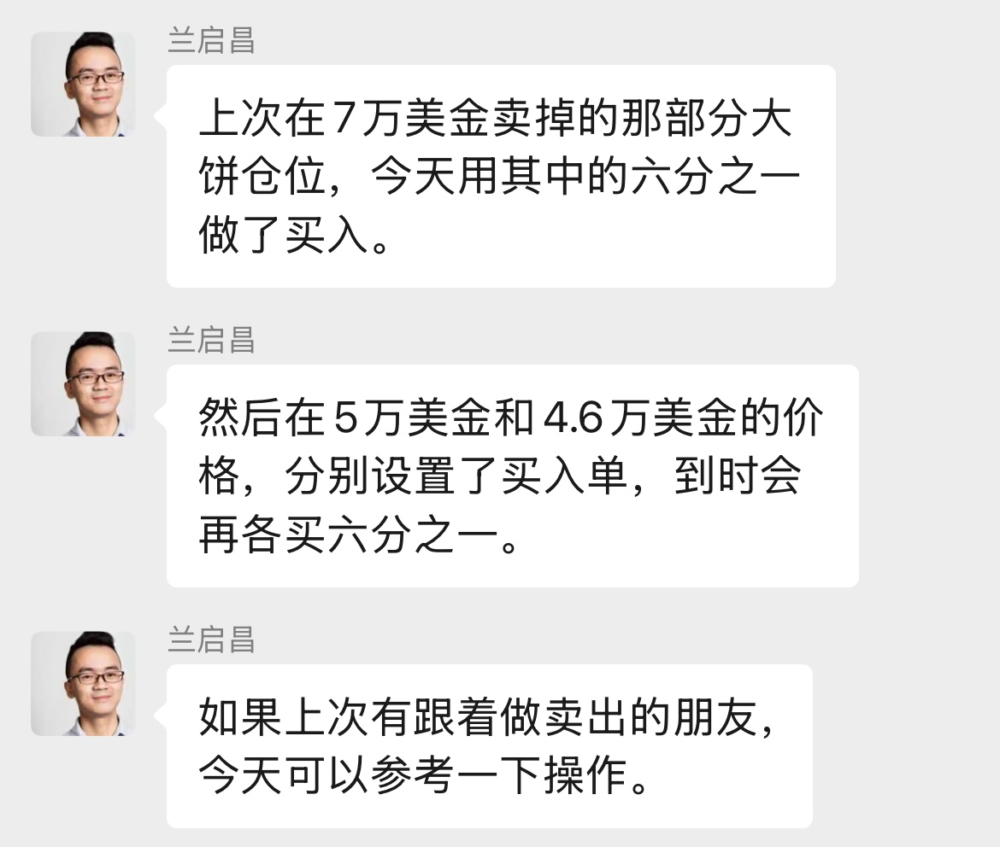 兰启昌
上次在7万美金卖掉的那部分大
饼仓位，今天用其中的六分之一
做了买入。
兰启昌
然后在5万美金和4.6万美金的价
格，分别设置了买入单，到时会
再各买六分之一。
兰启昌
如果上次有跟着做卖出的朋友，
今天可以参考一下操作。